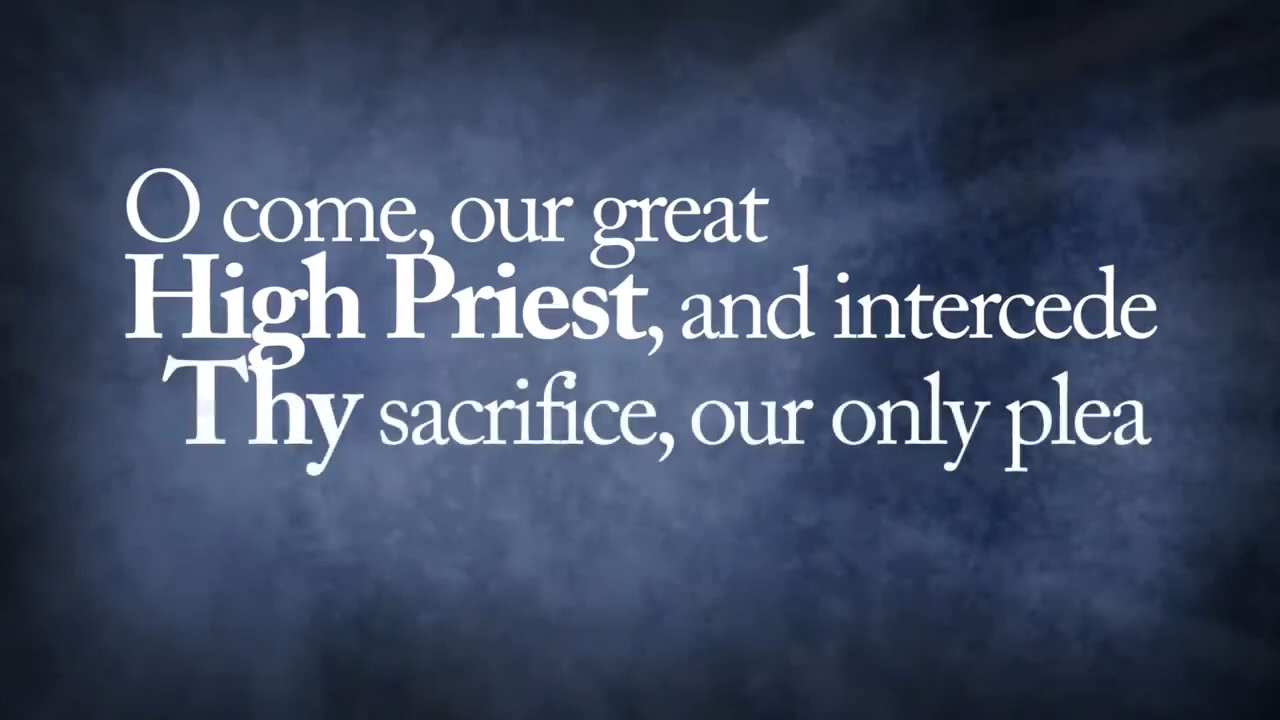 O come, our great
High Priest, and intercede
Thy sacrifice, our only plea